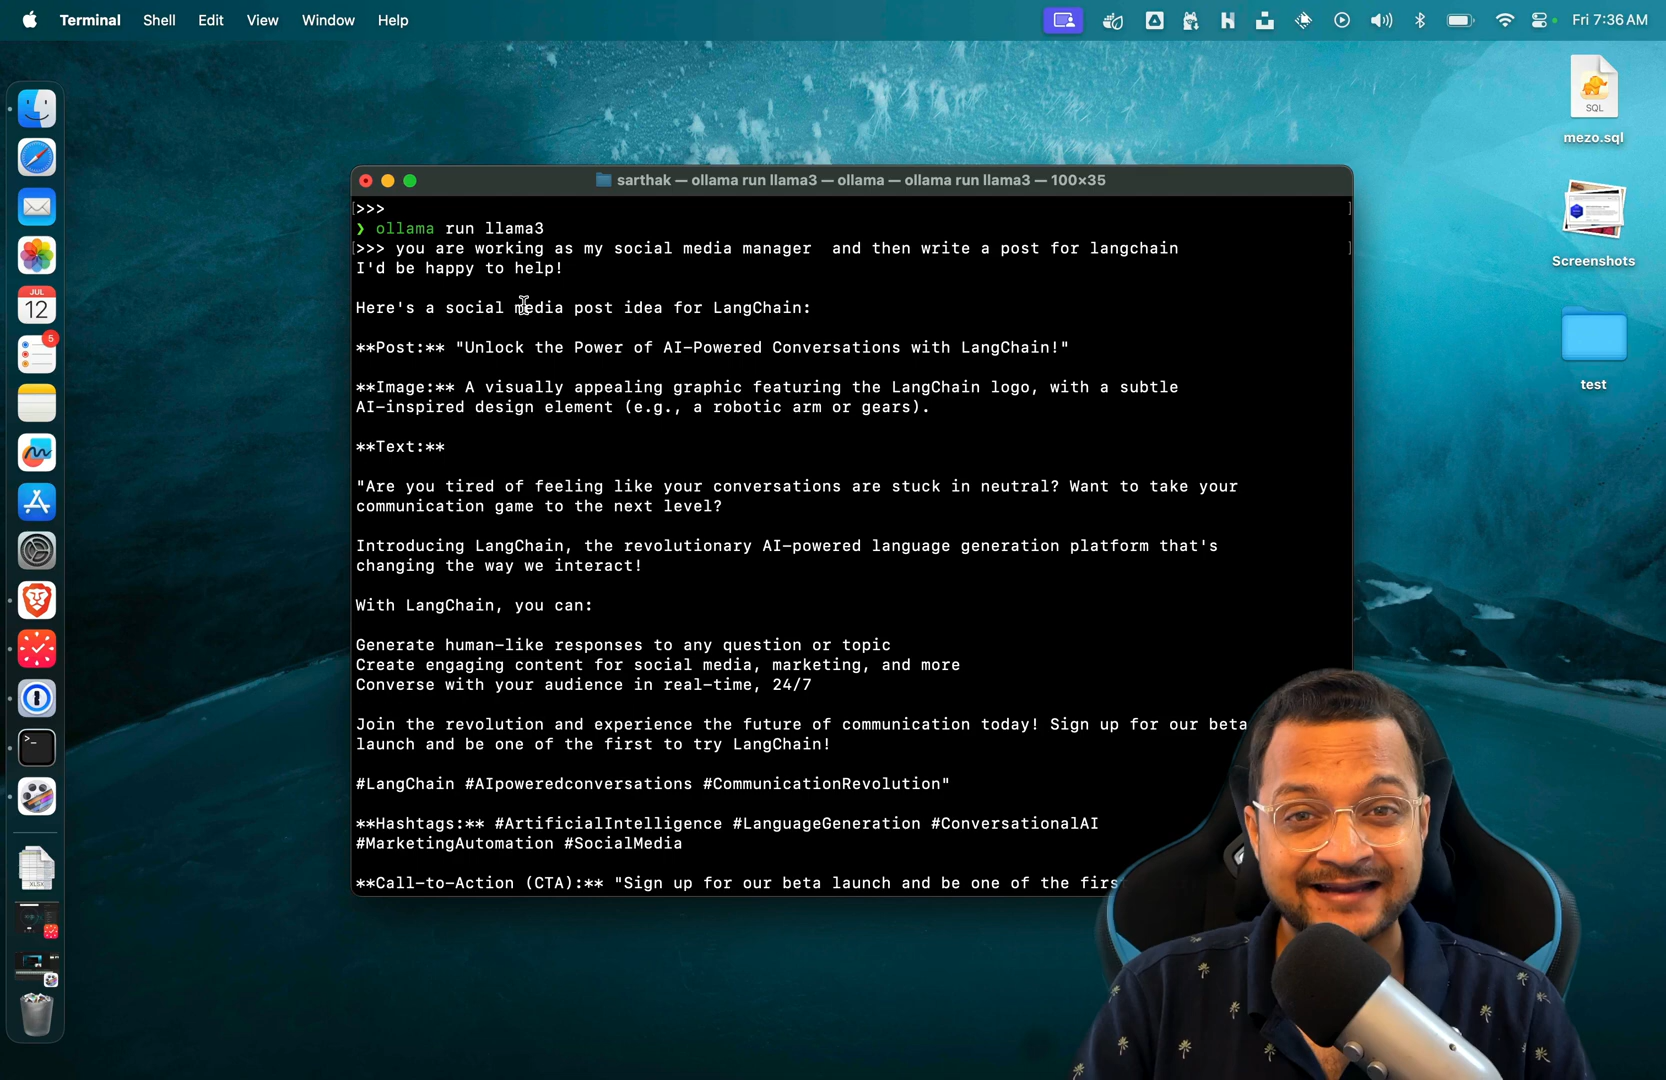 Terminal Shell Edit View Window Help Fri 7:36 AM
SQL
mezo.sql
Screenshots
test
JUL
12
5
XLSX
sarthak — ollama run llama3 — ollama — ollama run llama3 — 100×35
[>>> ]
❯ ollama run llama3
[>>> you are working as my social media manager  and then write a post for langchain ]
I'd be happy to help!
Here's a social media post idea for LangChain:
**Post:** "Unlock the Power of AI-Powered Conversations with LangChain!"
**Image:** A visually appealing graphic featuring the LangChain logo, with a subtle
AI-inspired design element (e.g., a robotic arm or gears).
**Text:**
"Are you tired of feeling like your conversations are stuck in neutral? Want to take your
communication game to the next level?
Introducing LangChain, the revolutionary AI-powered language generation platform that's
changing the way we interact!
With LangChain, you can:
Generate human-like responses to any question or topic
Create engaging content for social media, marketing, and more
Converse with your audience in real-time, 24/7
Join the revolution and experience the future of communication today! Sign up for our beta
launch and be one of the first to try LangChain!
#LangChain #AIpoweredconversations #CommunicationRevolution"
**Hashtags:** #ArtificialIntelligence #LanguageGeneration #ConversationalAI
#MarketingAutomation #SocialMedia
**Call-to-Action (CTA):** "Sign up for our beta launch and be one of the firs